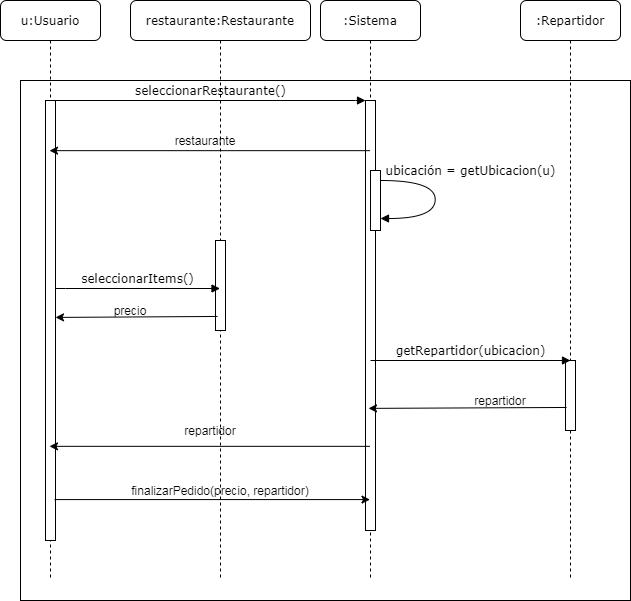 u:Usuario
restaurante:Restaurante
:Sistema
:Repartidor
seleccionarRestaurante()
restaurante
ubicación = getUbicacion(u)
seleccionarItems()
precio
getRepartidor(ubicacion)
repartidor
repartidor
finalizarPedido(precio, repartidor)